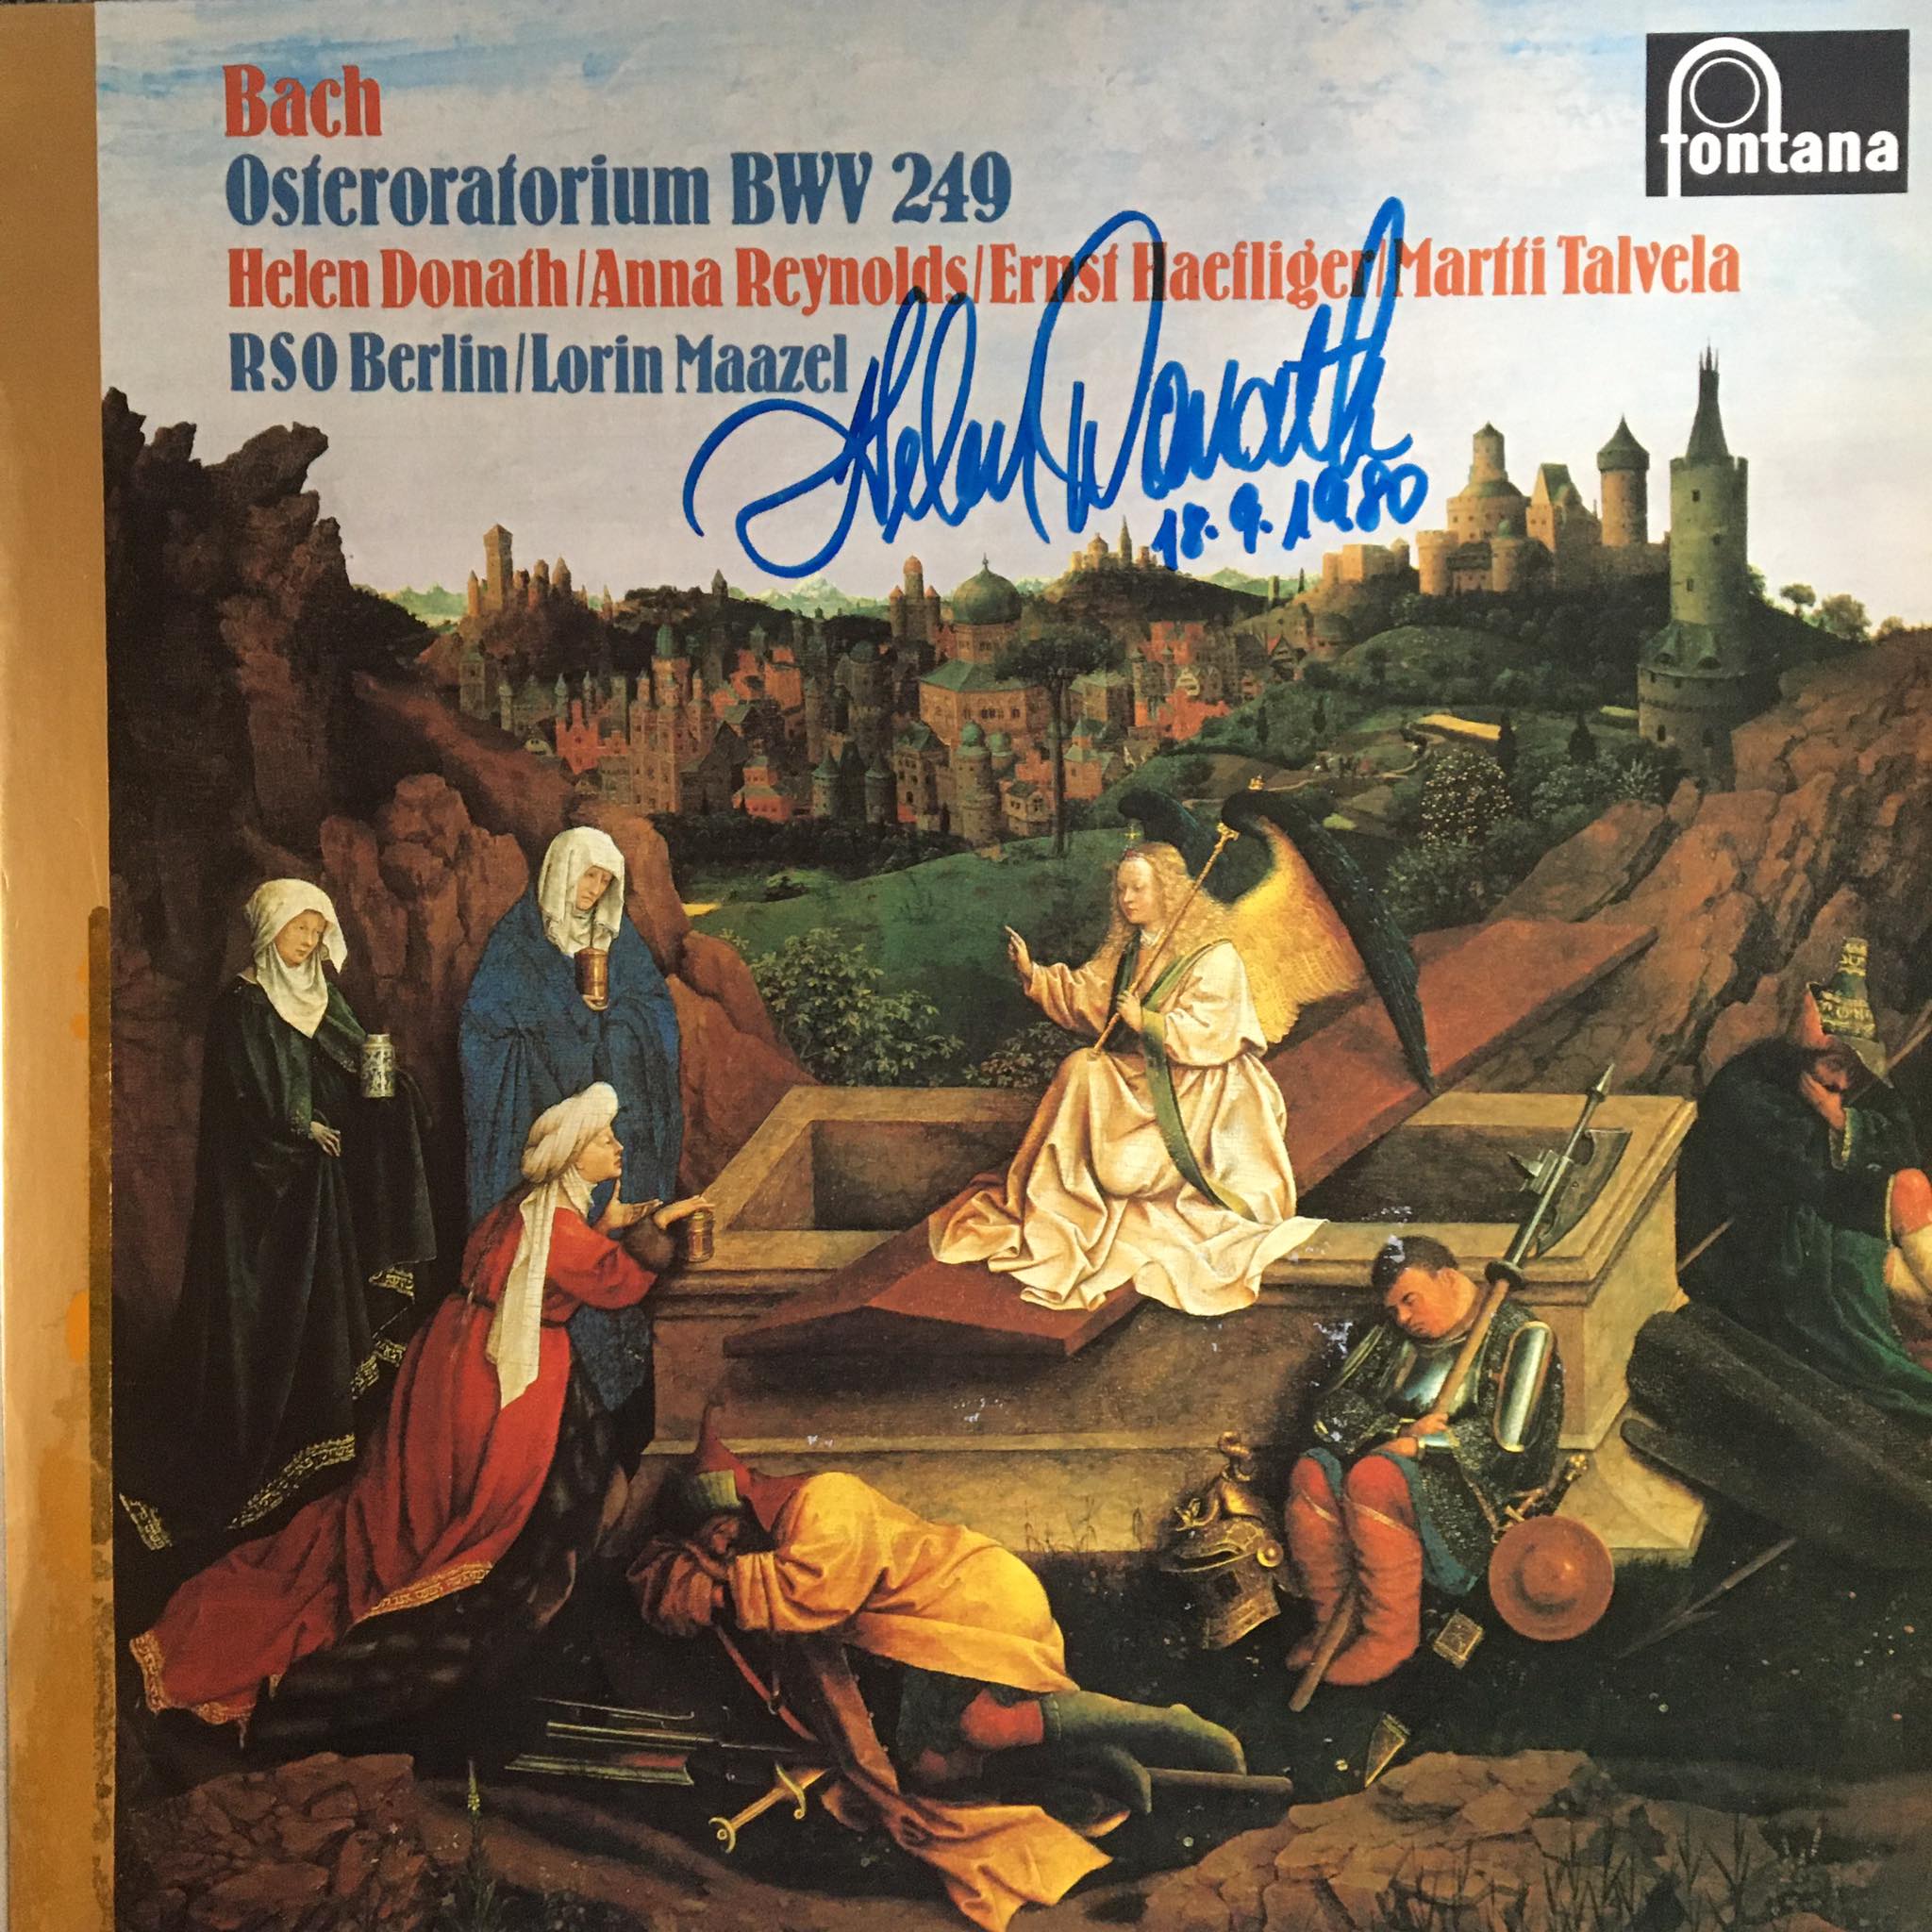 Bach
fontana
Osteroratorium BWV 249
Helen Donath/Anna Reynolds/Ernst Haefliger/Martti Talvela
RSO Berlin/Lorin Maazel
Helen Donath
18.9.1980